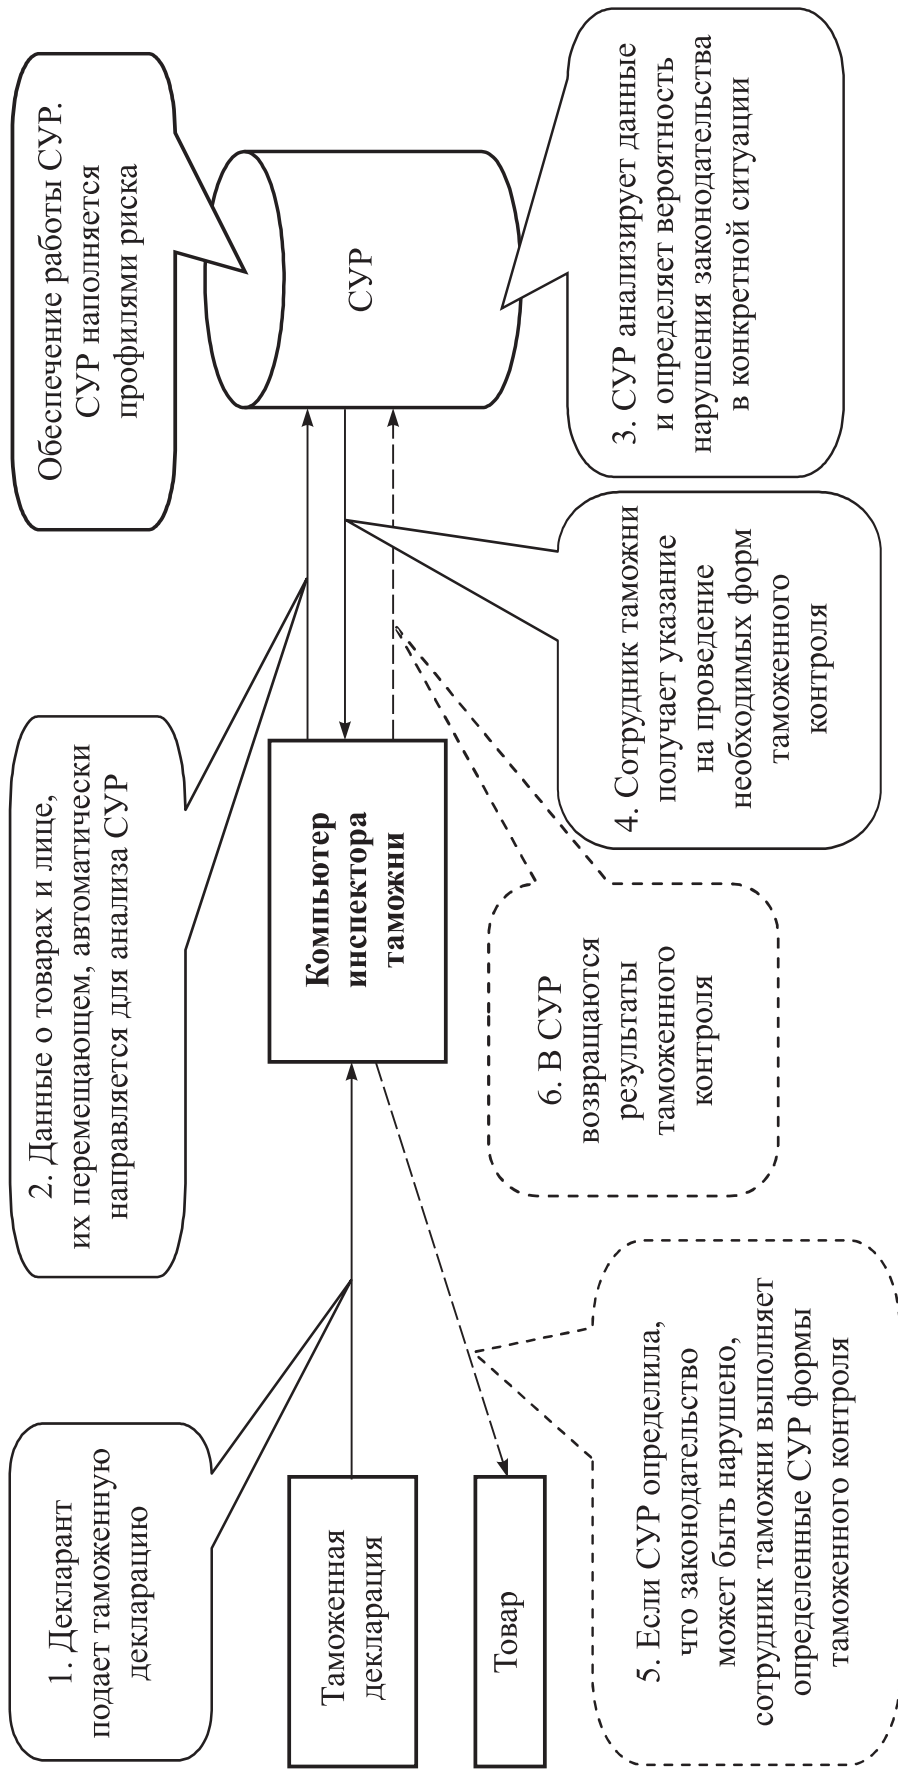 1. Декларант
подает таможенную
декларацию
2. Данные о товарах и лице,
их перемещающем, автоматически
направляется для анализа СУР
Обеспечение работы СУР.
СУР наполняется
профилями риска
Таможенная
декларация
Компьютер
инспектора
таможни
СУР
Товар
5. Если СУР определила,
что законодательство
может быть нарушено,
сотрудник таможни выполняет
определенные СУР формы
таможенного контроля
6. В СУР
возвращаются
результаты
таможенного
контроля
4. Сотрудник таможни
получает указание
на проведение
необходимых форм
таможенного
контроля
3. СУР анализирует данные
и определяет вероятность
нарушения законодательства
в конкретной ситуации